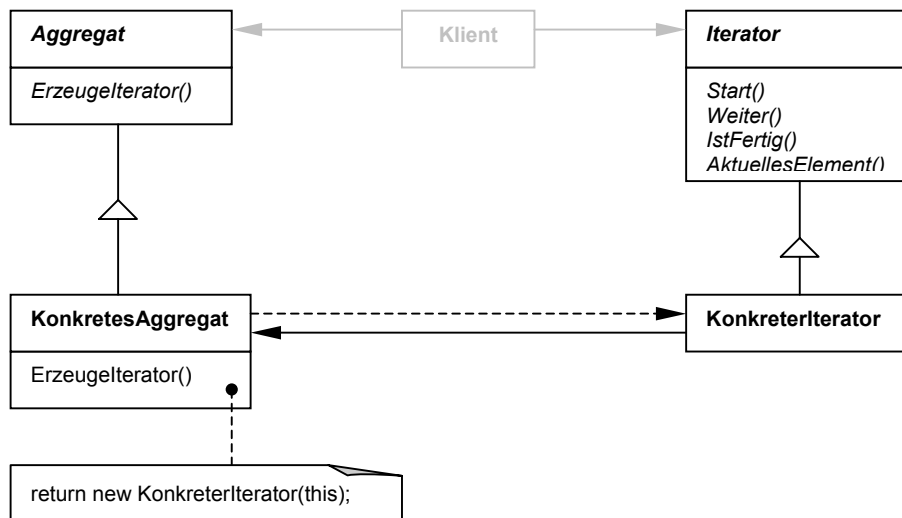 Aggregat
ErzeugeIterator()
Klient
Iterator
Start()
Weiter()
IstFertig()
AktuellesElement()
KonkretesAggregat
ErzeugeIterator()
KonkreterIterator
return new KonkreterIterator(this);